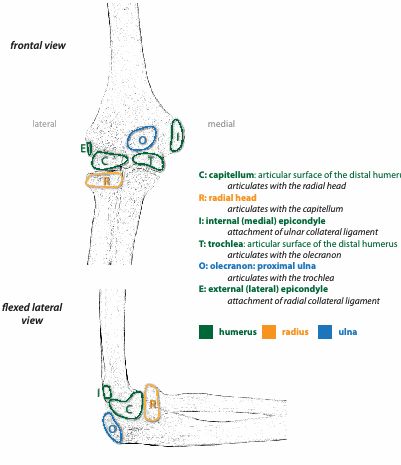 frontal view
lateral
medial
O
I
E
C
T
R
C: capitellum: articular surface of the distal humeru
articulates with the radial head
R: radial head
articulates with the capitellum
I: internal (medial) epicondyle
attachment of ulnar collateral ligament
T: trochlea: articular surface of the distal humerus
articulates with the olecranon
O: olecranon: proximal ulna
articulates with the trochlea
E: external (lateral) epicondyle
attachment of radial collateral ligament
flexed lateral
view
humerus radius ulna
I
C
R
O